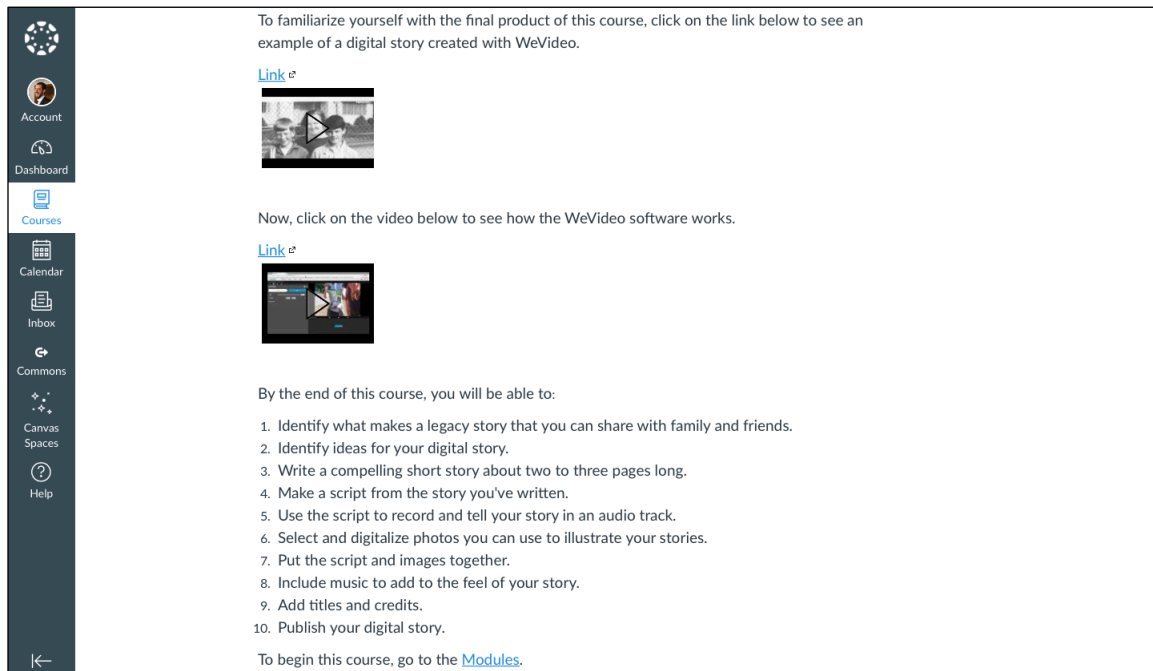 Account
Dashboard
Courses
Calendar
Inbox
Commons
Canvas
Spaces
Help
To familiarize yourself with the final product of this course, click on the link below to see an
example of a digital story created with WeVideo.
Link
Now, click on the video below to see how the WeVideo software works.
Link
By the end of this course, you will be able to:
1. Identify what makes a legacy story that you can share with family and friends.
2. Identify ideas for your digital story.
3. Write a compelling short story about two to three pages long.
4. Make a script from the story you've written.
5. Use the script to record and tell your story in an audio track.
6. Select and digitalize photos you can use to illustrate your stories.
7. Put the script and images together.
8. Include music to add to the feel of your story.
9. Add titles and credits.
10. Publish your digital story.
To begin this course, go to the Modules.